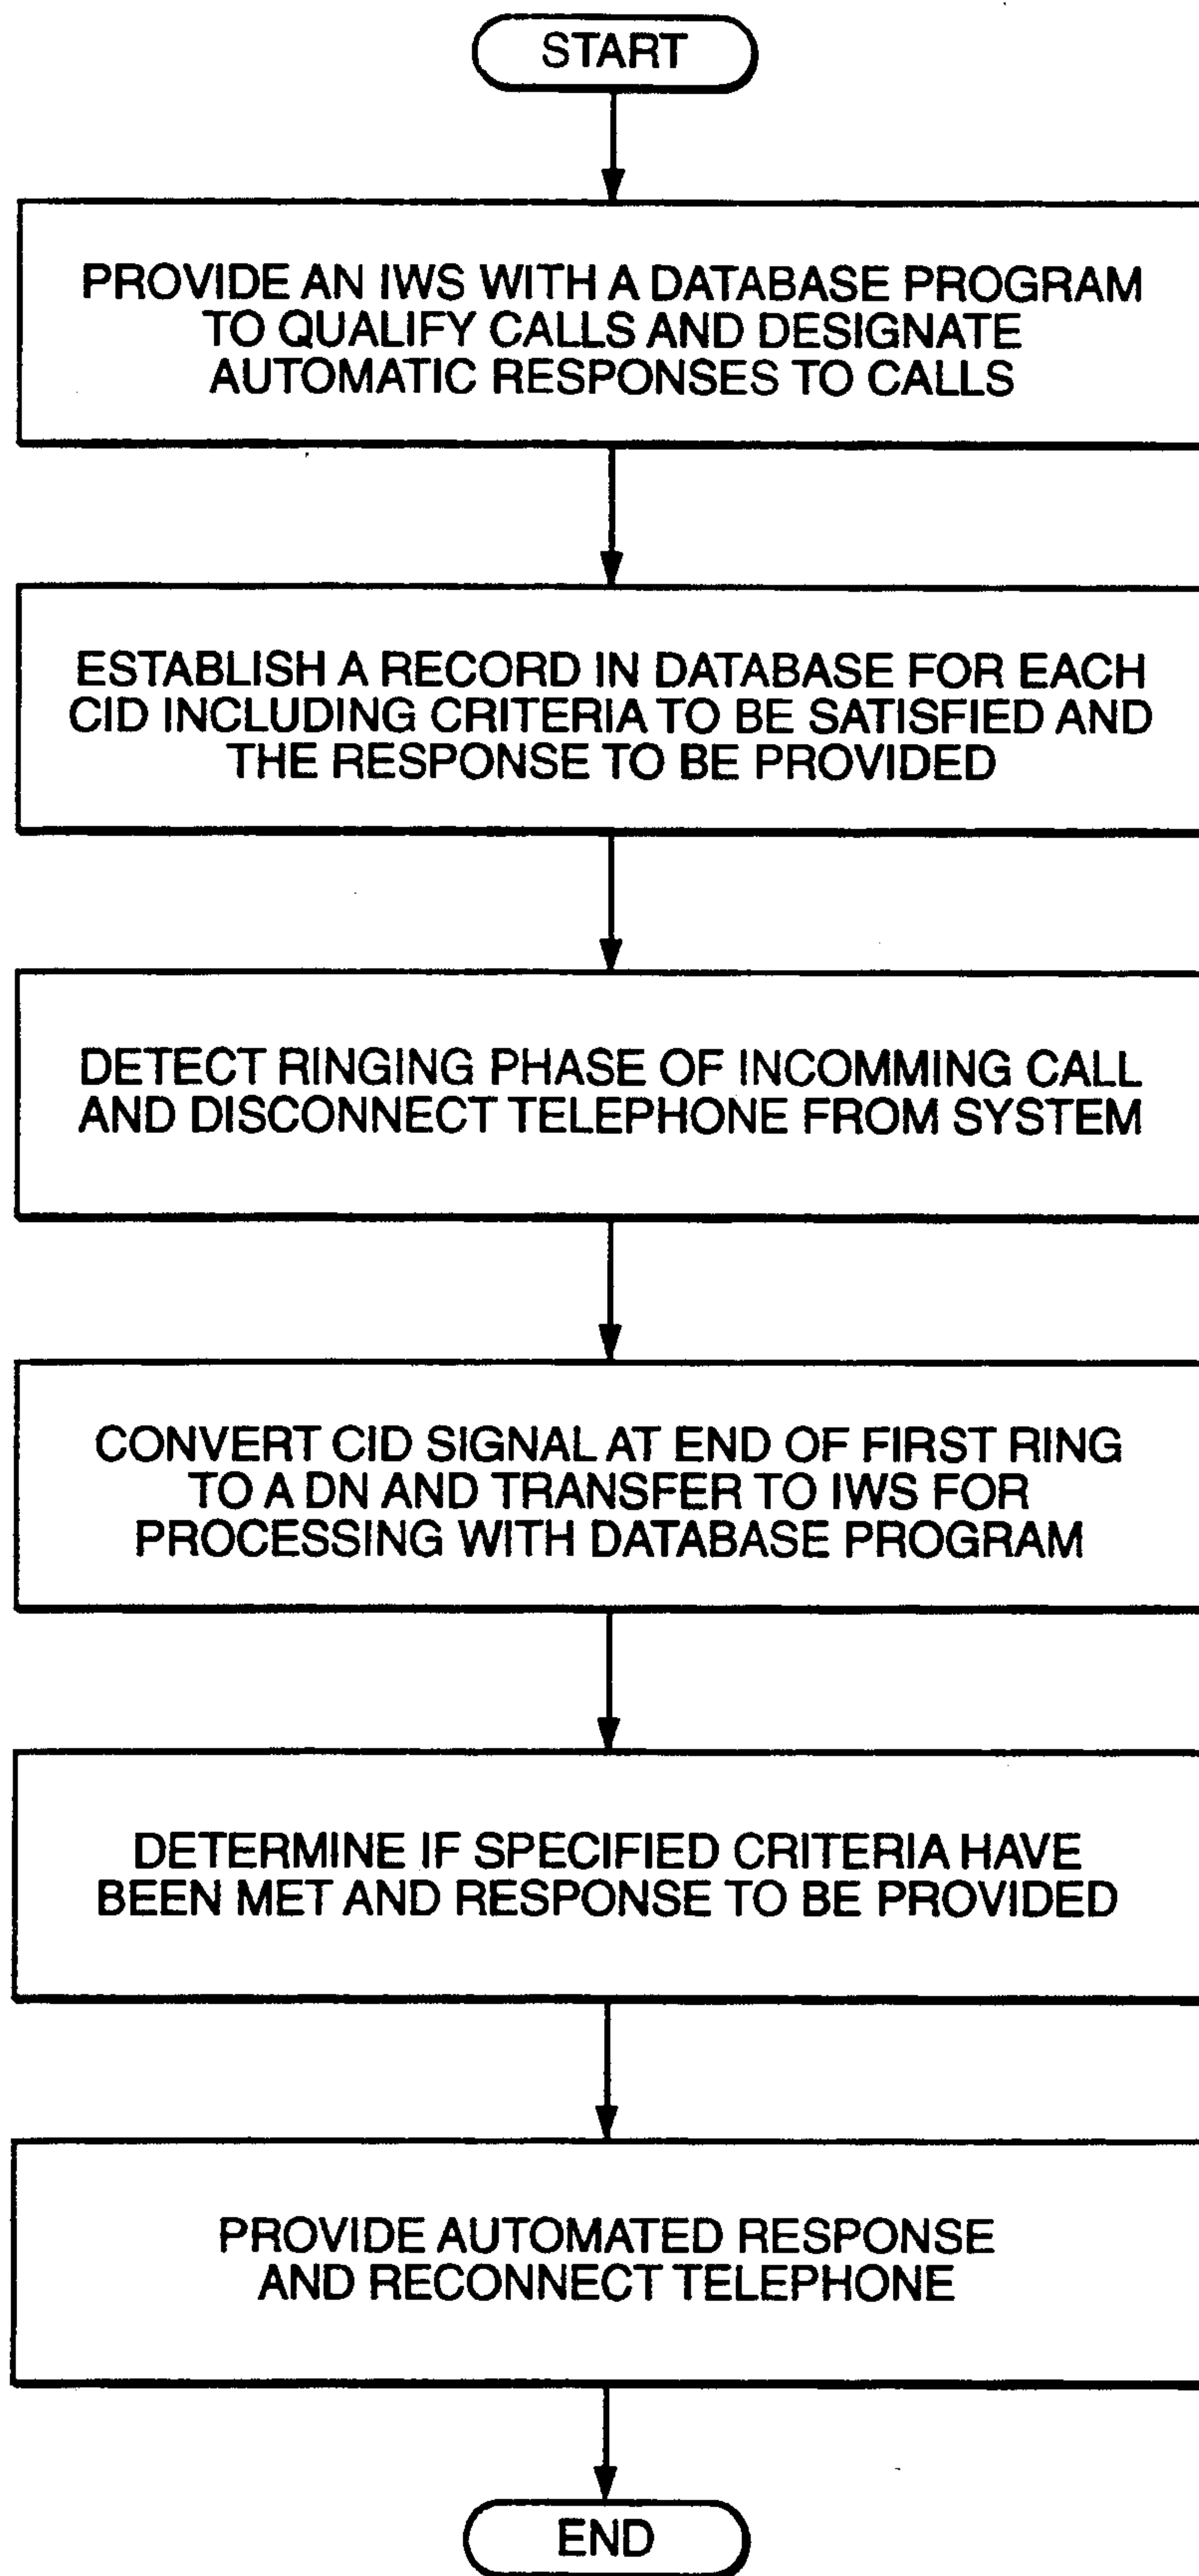 START
PROVIDE AN IWS WITH A DATABASE PROGRAM
TO QUALIFY CALLS AND DESIGNATE
AUTOMATIC RESPONSES TO CALLS
ESTABLISH A RECORD IN DATABASE FOR EACH
CID INCLUDING CRITERIA TO BE SATISFIED AND
THE RESPONSE TO BE PROVIDED
DETECT RINGING PHASE OF INCOMMING CALL
AND DISCONNECT TELEPHONE FROM SYSTEM
CONVERT CID SIGNAL AT END OF FIRST RING
TO A DN AND TRANSFER TO IWS FOR
PROCESSING WITH DATABASE PROGRAM
DETERMINE IF SPECIFIED CRITERIA HAVE
BEEN MET AND RESPONSE TO BE PROVIDED
PROVIDE AUTOMATED RESPONSE
AND RECONNECT TELEPHONE
END